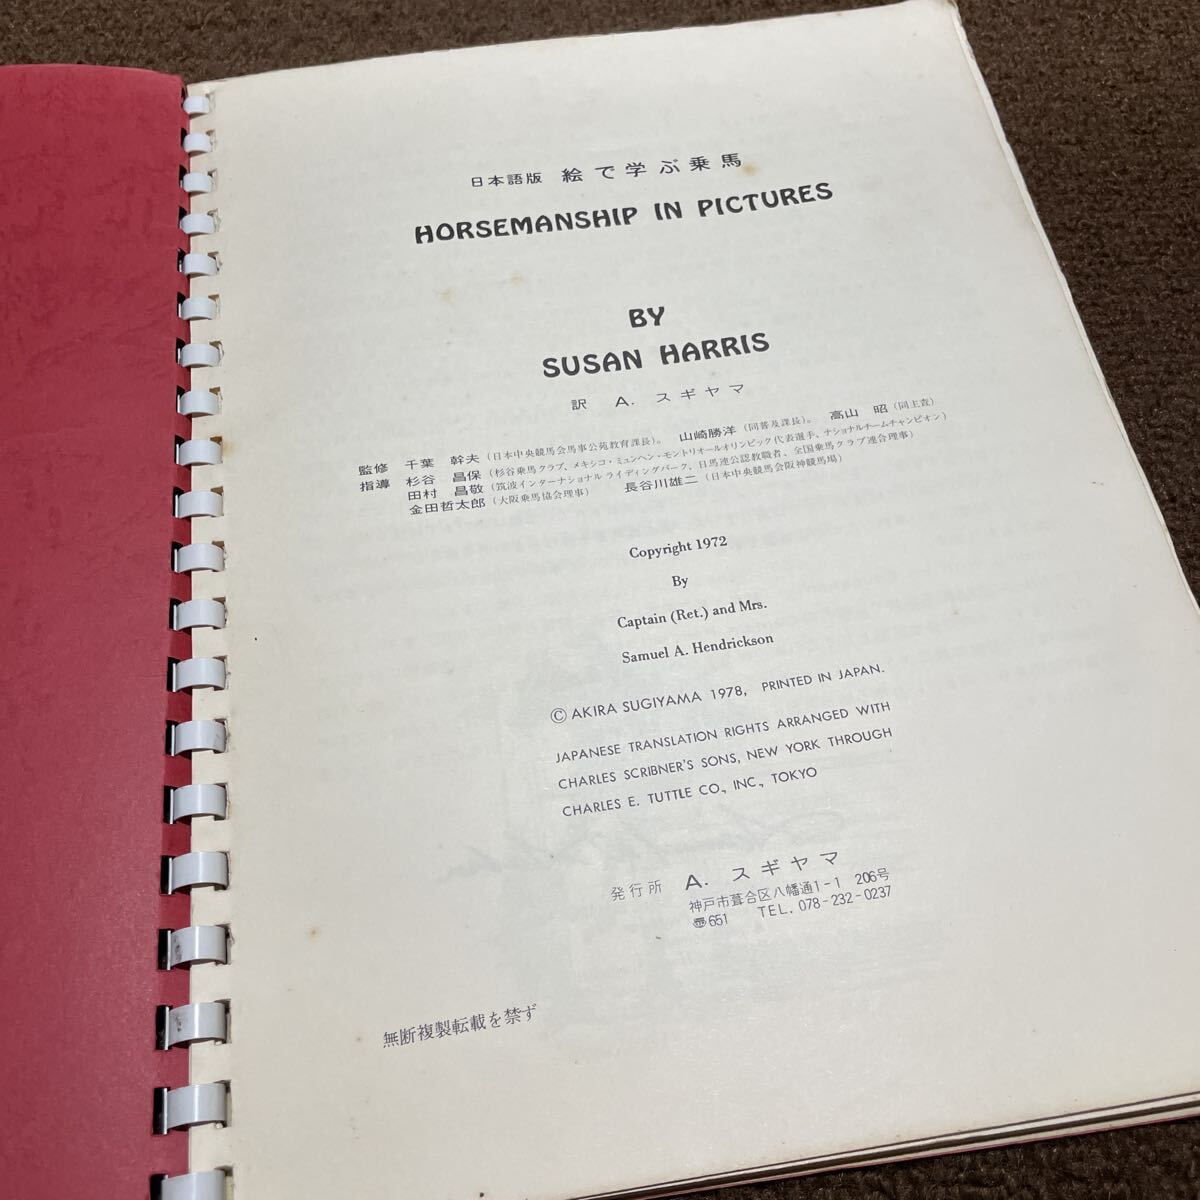 日本語版 絵で学ぶ乗馬
HORSEMANSHIP IN PICTURES
BY
SUSAN HARRIS
訳 A. スギヤマ
監修 千葉 幹夫(日本中央競馬会馬事公苑教育課長)。 山崎勝洋(同普及課長)。 高山 昭(同主査)
指導 杉谷 昌保(杉谷乗馬クラブ、メキシコ・ミュンヘン・モントリオールオリンピック代表選手、ナショナルチームチャンピオン)
田村 昌敬(筑波インターナショナルライディングパーク、日馬連公認教職者、全国乗馬クラブ連合理事)
金田哲太郎(大阪乗馬協会理事) 長谷川雄二(日本中央競馬会阪神競馬場)
Copyright 1972
By
Captain (Ret.) and Mrs.
Samuel A. Hendrickson
© AKIRA SUGIYAMA 1978, PRINTED IN JAPAN.
JAPANESE TRANSLATION RIGHTS ARRANGED WITH
CHARLES SCRIBNER'S SONS, NEW YORK THROUGH
CHARLES E. TUTTLE CO., INC., TOKYO
発行所 A. スギヤマ
神戸市葺合区八幡通1-1 206号
〠651 TEL. 078-232-0237
無断複製転載を禁ず